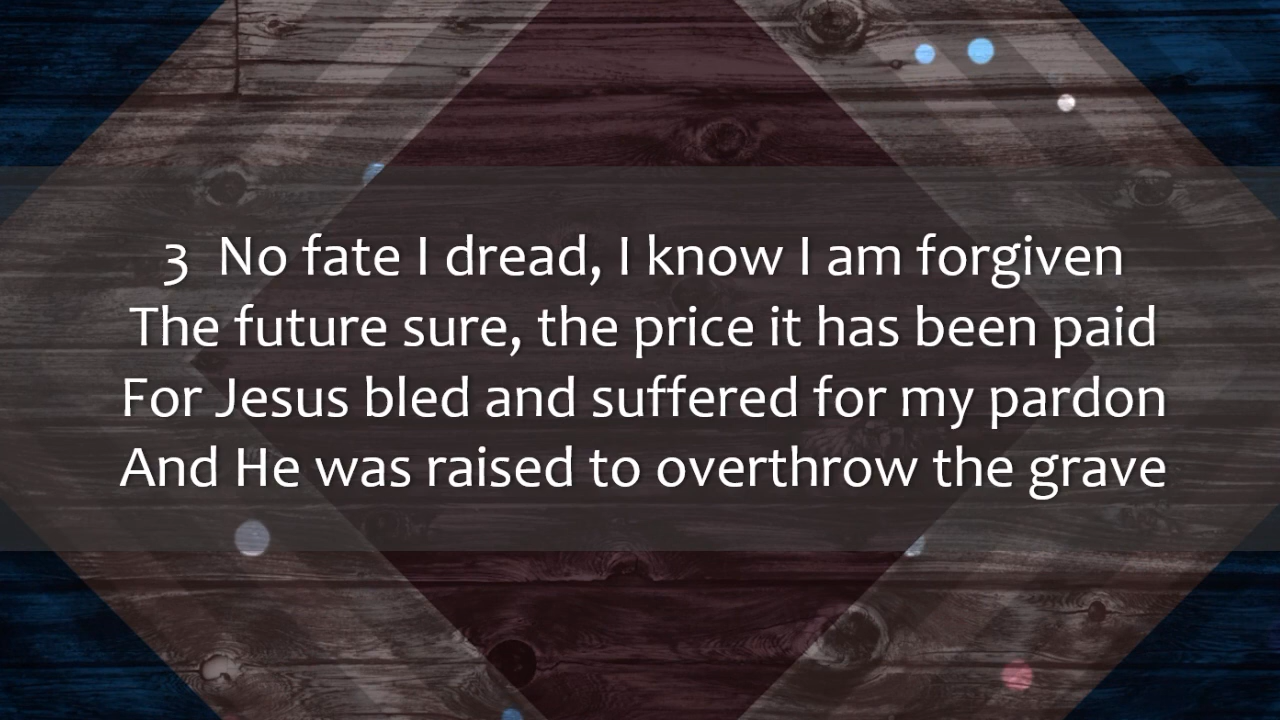 3 No fate I dread, I know I am forgiven
The future sure, the price it has been paid
For Jesus bled and suffered for my pardon
And He was raised to overthrow the grave